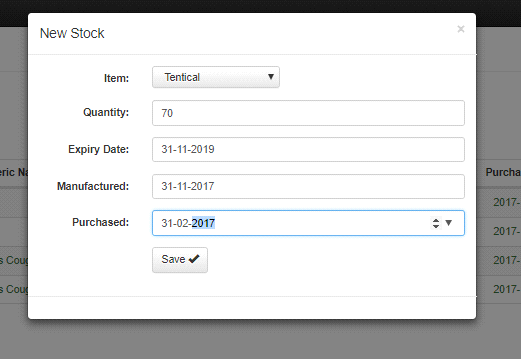 New Stock ×
Item: Tentical
Quantity: 70
eric Na
Expiry Date: 31-11-2019
Purcha
Manufactured: 31-11-2017
2017-
Purchased: 31-02-2017
2017-
s Coug
Save
2017-
s Coug
2017-